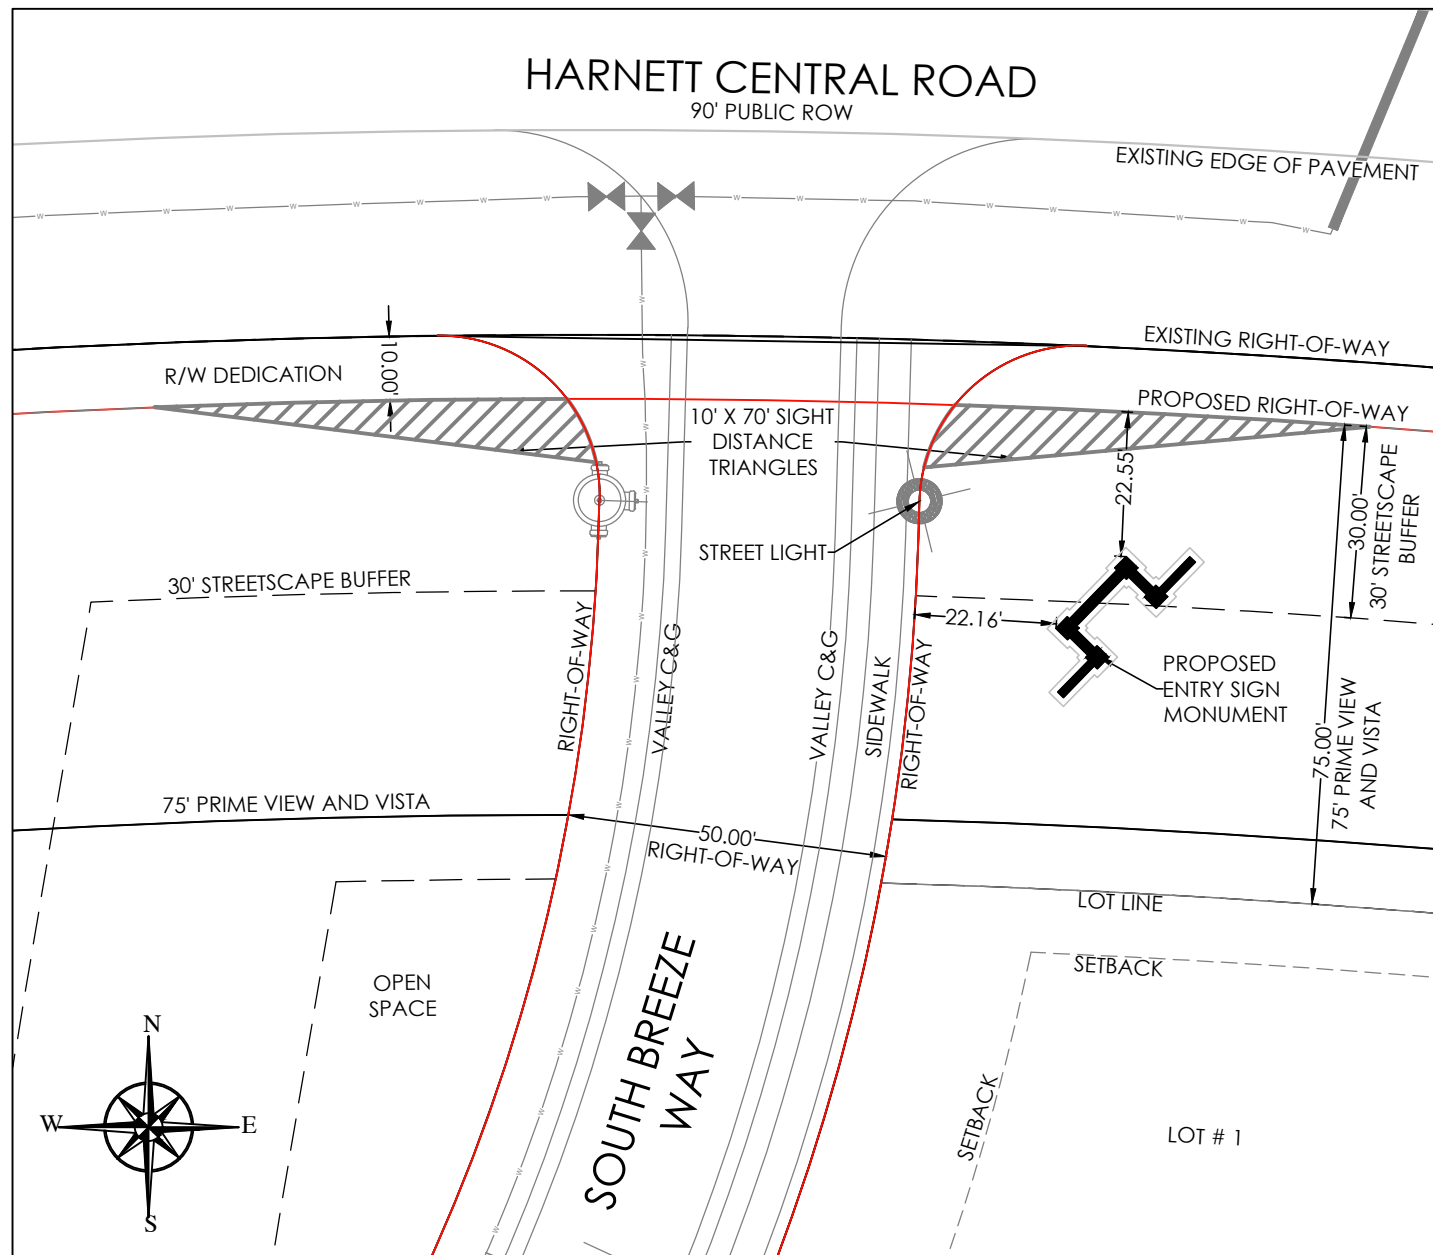 HARNETT CENTRAL ROAD
90' PUBLIC ROW
EXISTING EDGE OF PAVEMENT
W W W W W W W W W W W W W W W
EXISTING RIGHT-OF-WAY
10.00'
R/W DEDICATION
PROPOSED RIGHT-OF-WAY
10' X 70' SIGHT
DISTANCE
TRIANGLES
22.55'
30.00'
30' STREETSCAPE
BUFFER
STREET LIGHT
30' STREETSCAPE BUFFER
22.16'
RIGHT-OF-WAY
VALLEY C&G
VALLEY C&G
SIDEWALK
RIGHT-OF-WAY
PROPOSED
ENTRY SIGN
MONUMENT
75.00'
75' PRIME VIEW
AND VISTA
75' PRIME VIEW AND VISTA
50.00'
RIGHT-OF-WAY
LOT LINE
SETBACK
OPEN
SPACE
SOUTH BREEZE
WAY
SETBACK
LOT # 1
N
W
E
S